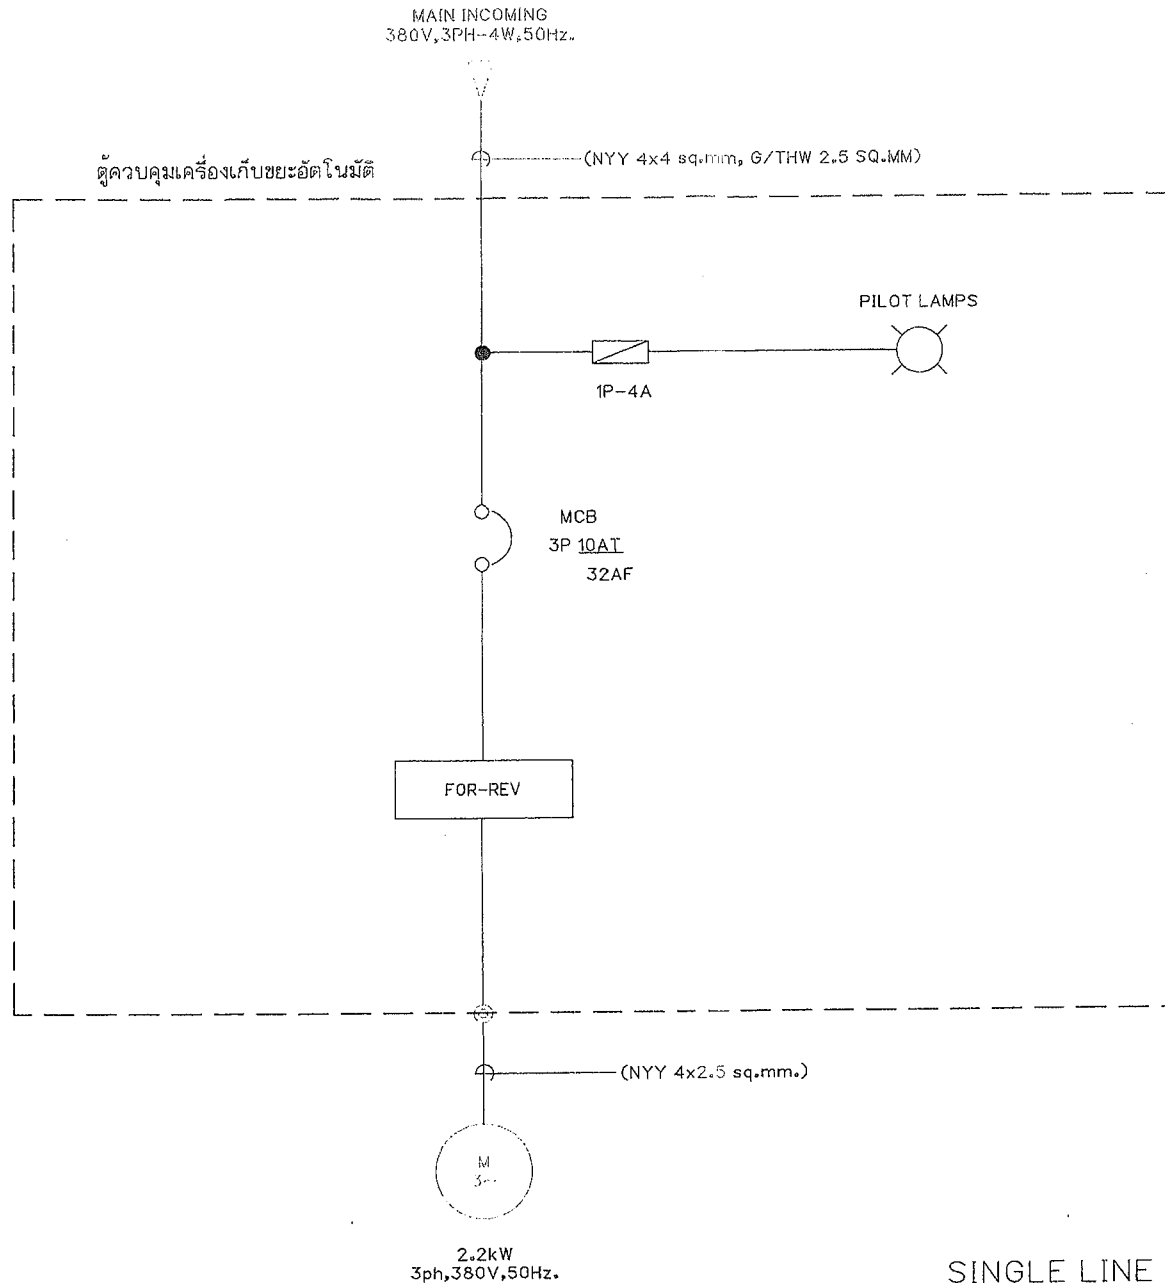 MAIN INCOMING
380V,3PH-4W,50Hz.
(NYY 4x4 sq.mm, G/THW 2.5 SQ.MM)
ตู้ควบคุมเครื่องเก็บขยะอัตโนมัติ
PILOT LAMPS
1P-4A
MCB
3P 10AT
32AF
FOR-REV
(NYY 4x2.5 sq.mm.)
M
3~
2.2kW
3ph,380V,50Hz.
SINGLE LINE